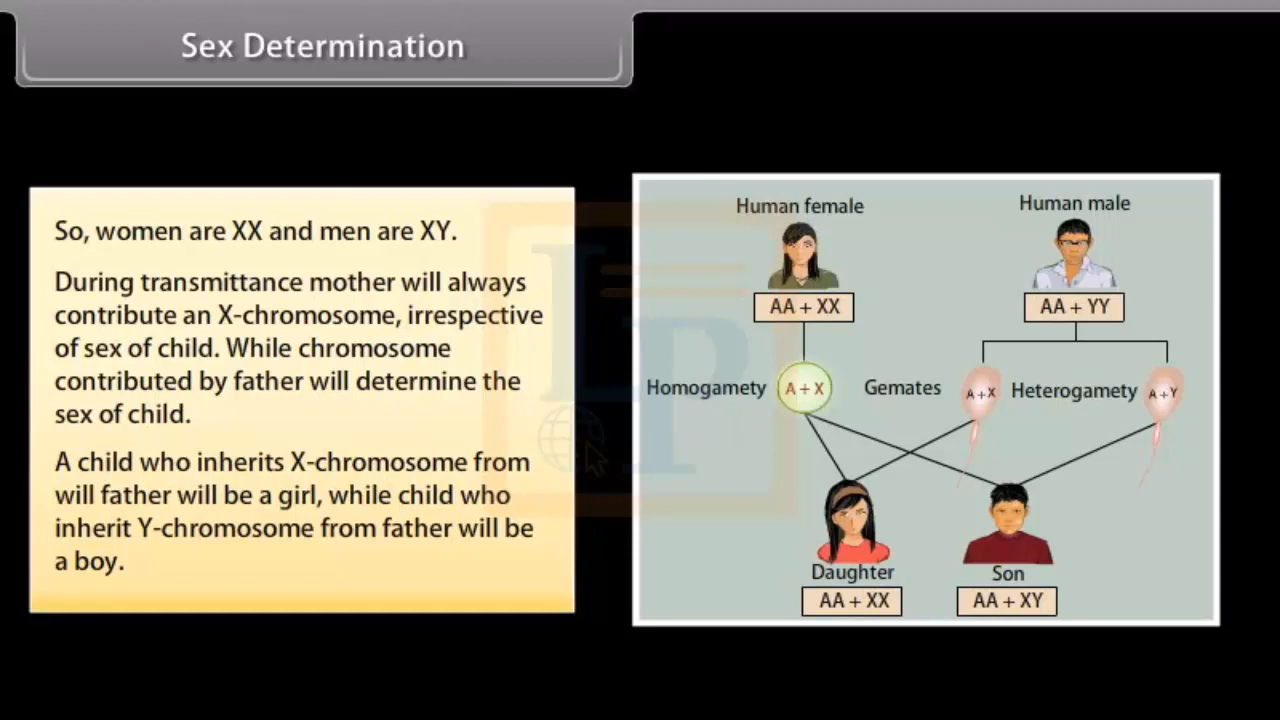 Sex Determination
So, women are XX and men are XY.
During transmittance mother will always
contribute an X-chromosome, irrespective
of sex of child. While chromosome
contributed by father will determine the
sex of child.
A child who inherits X-chromosome from
will father will be a girl, while child who
inherit Y-chromosome from father will be
a boy.
Human female
Human male
AA + XX
AA + YY
Homogamety
A + X
Gemates
A + X
Heterogamety
A + Y
Daughter
Son
AA + XX
AA + XY